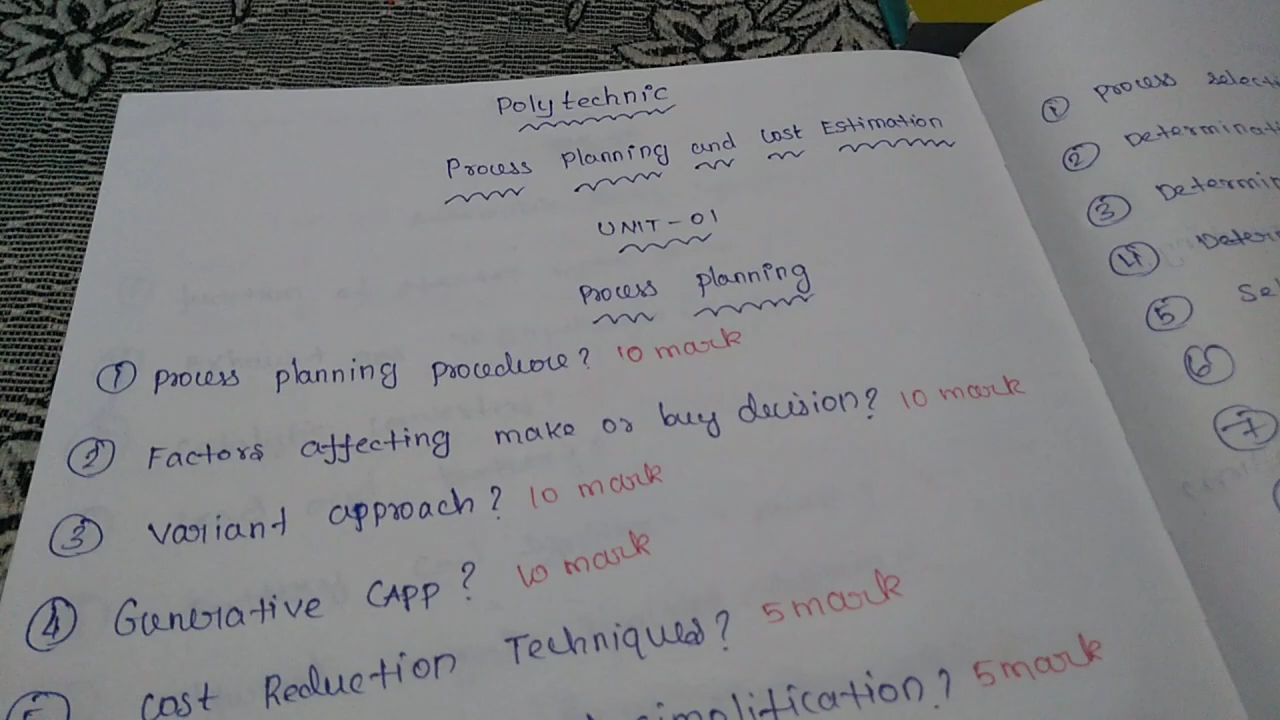 Polytechnic
Process planning and cost Estimation
UNIT-01
Process planning
① process planning procedure? 10 mark
② Factors affecting make or buy decision? 10 mark
③ variant approach? 10 mark
④ Generative CAPP? 10 mark
cost Reduction Techniques? 5 mark
simplification? 5 mark
① process
②
③
④
⑤
⑥
⑦